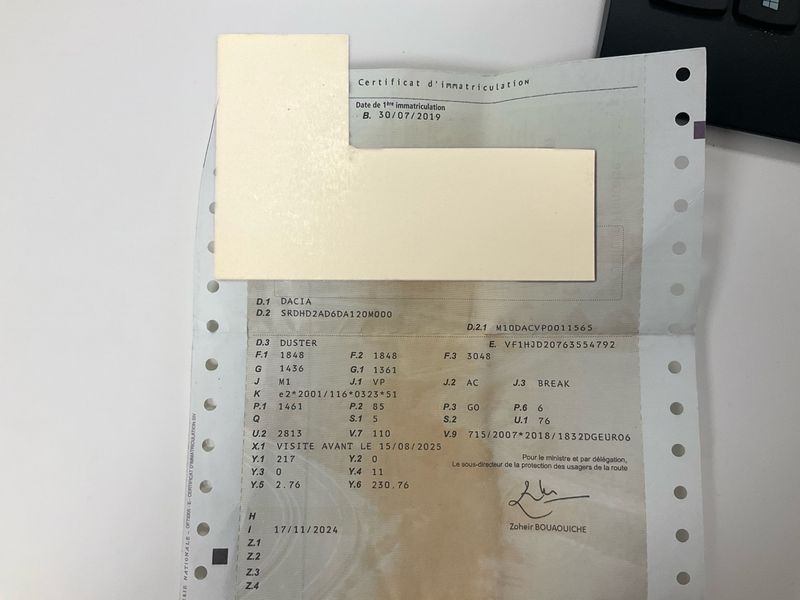 Certificat d'immatriculation
Date de 1ère immatriculation
B. 30/07/2019
D.1 DACIA
D.2 SRDHD2AD6DA120M000
D.2.1 M10DACVP0011565
D.3 DUSTER E. VF1HJD20763554792
F.1 1848 F.2 1848 F.3 3048
G 1436 G.1 1361
J M1 J.1 VP J.2 AC J.3 BREAK
K e2*2001/116*0323*51
P.1 1461 P.2 85 P.3 GO P.6 6
Q S.1 5 S.2 U.1 76
U.2 2813 V.7 110 V.9 715/2007*2018/1832DGEURO6
X.1 VISITE AVANT LE 15/08/2025
Y.1 217 Y.2 0
Y.3 0 Y.4 11
Y.5 2.76 Y.6 230.76
Pour le ministre et par délégation,
Le sous-directeur de la protection des usagers de la route
Zoheir BOUAOUICHE
H
I 17/11/2024
Z.1
Z.2
Z.3
Z.4